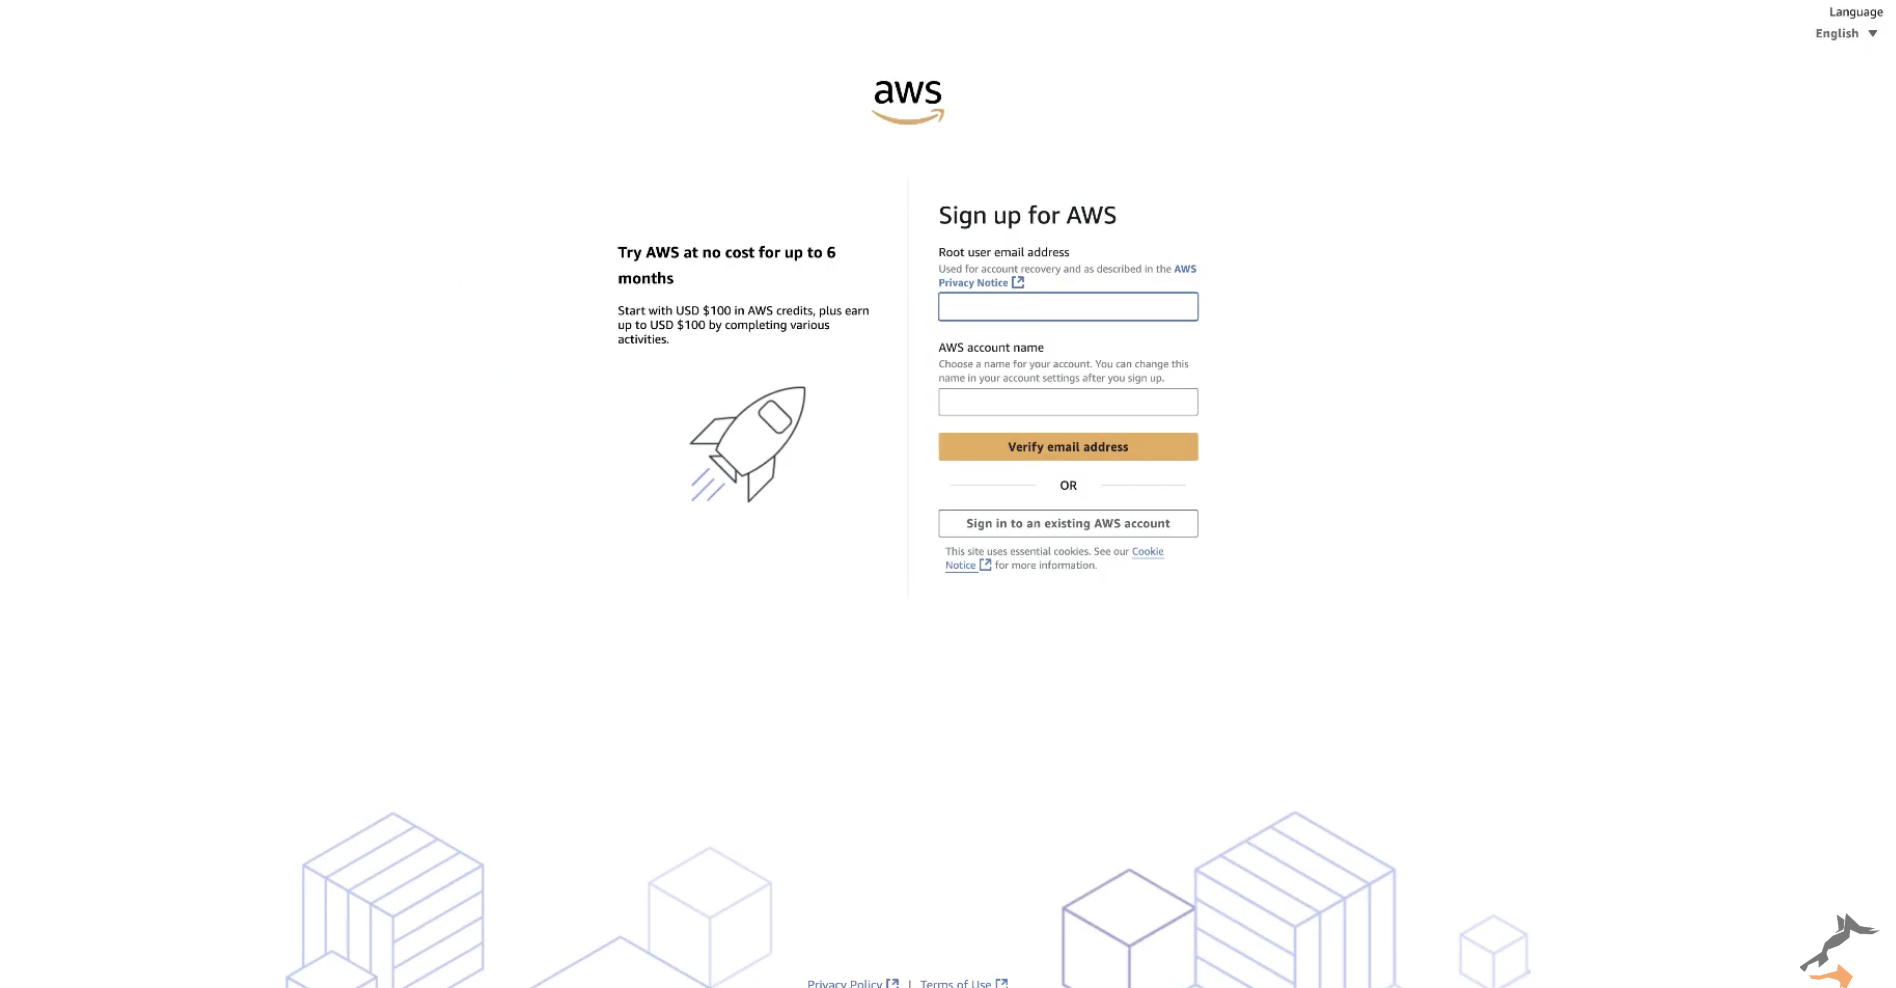 Language
English
aws
Sign up for AWS
Try AWS at no cost for up to 6
months
Start with USD $100 in AWS credits, plus earn
up to USD $100 by completing various
activities.
Root user email address
Used for account recovery and as described in the AWS
Privacy Notice
AWS account name
Choose a name for your account. You can change this
name in your account settings after you sign up.
Verify email address
OR
Sign in to an existing AWS account
This site uses essential cookies. See our Cookie
Notice for more information.
Privacy Policy | Terms of Use